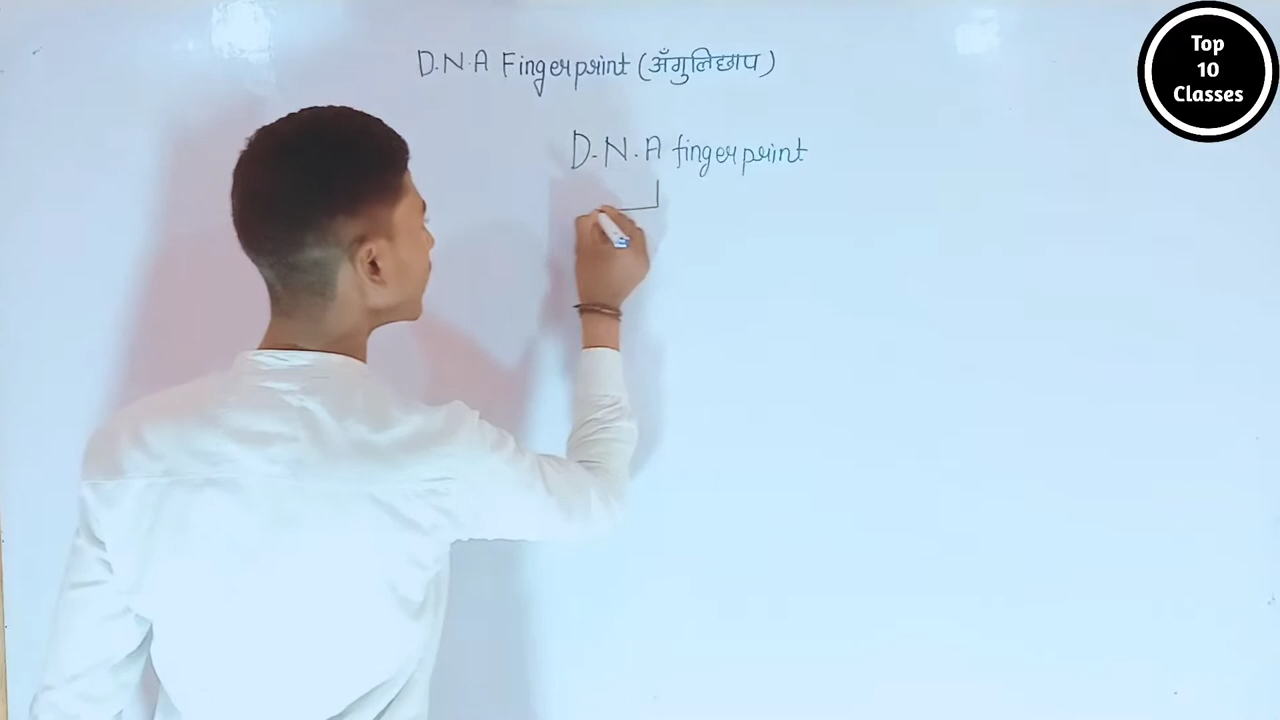 D.N.A Fingerprint (अँगुलिछाप)
D.N.A fingerprint
Top
10
Classes